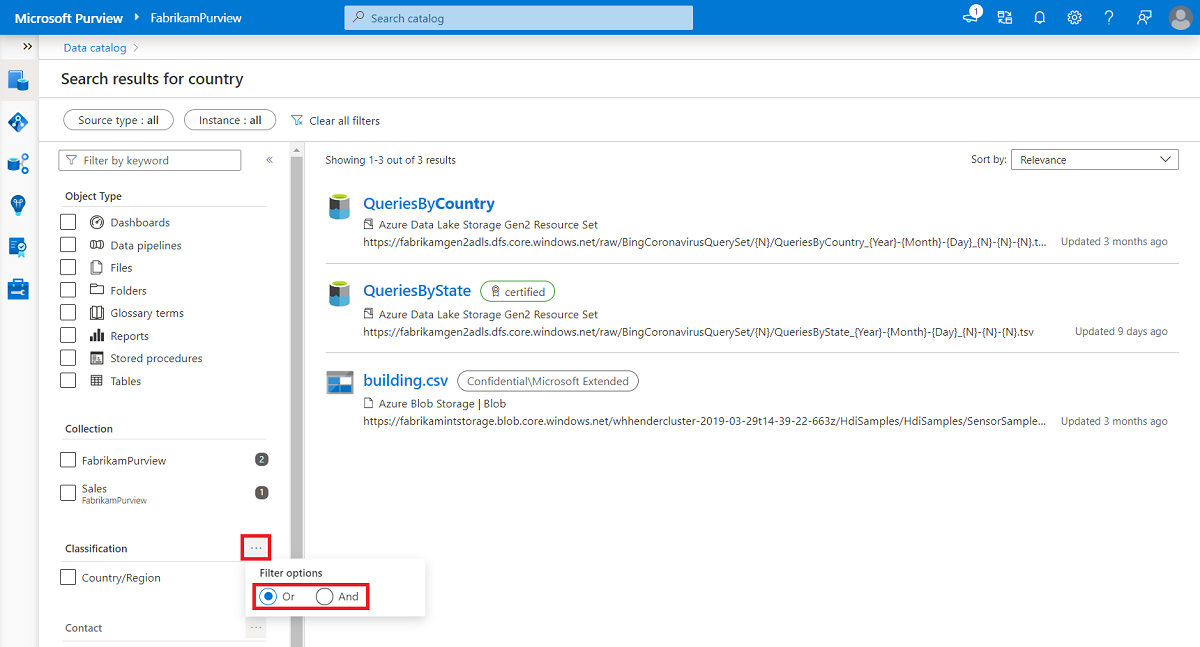 Microsoft Purview FabrikamPurview
Search catalog
1
Data catalog
Search results for country
Source type : all
Instance : all
Clear all filters
Filter by keyword
Object Type
Dashboards
Data pipelines
Files
Folders
Glossary terms
Reports
Stored procedures
Tables
Collection
FabrikamPurview 2
Sales 1
FabrikamPurview
Classification ...
Country/Region
Filter options
Or And
Contact ...
Showing 1-3 out of 3 results
Sort by: Relevance
QueriesByCountry
Azure Data Lake Storage Gen2 Resource Set
https://fabrikamgen2adls.dfs.core.windows.net/raw/BingCoronavirusQuerySet/{N}/QueriesByCountry_{Year}-{Month}-{Day}_{N}-{N}-{N}.t... Updated 3 months ago
QueriesByState certified
Azure Data Lake Storage Gen2 Resource Set
https://fabrikamgen2adls.dfs.core.windows.net/raw/BingCoronavirusQuerySet/{N}/QueriesByState_{Year}-{Month}-{Day}_{N}-{N}-{N}.tsv Updated 9 days ago
building.csv Confidential\Microsoft Extended
Azure Blob Storage | Blob
https://fabrikamintstorage.blob.core.windows.net/whhendercluster-2019-03-29t14-39-22-663z/HdiSamples/HdiSamples/SensorSample... Updated 3 months ago